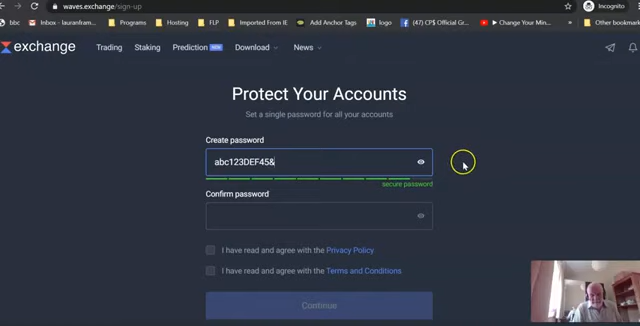 waves.exchange/sign-up
Incognito
bbc Inbox - lauranfram... Programs Hosting FLP Imported From IE Add Anchor Tags logo (47) CP$ Official Gr... Change Your Min... Other bookmar
exchange Trading Staking Prediction NEW Download News
Protect Your Accounts
Set a single password for all your accounts
Create password
abc123DEF45&
secure password
Confirm password
I have read and agree with the Privacy Policy
I have read and agree with the Terms and Conditions
Continue